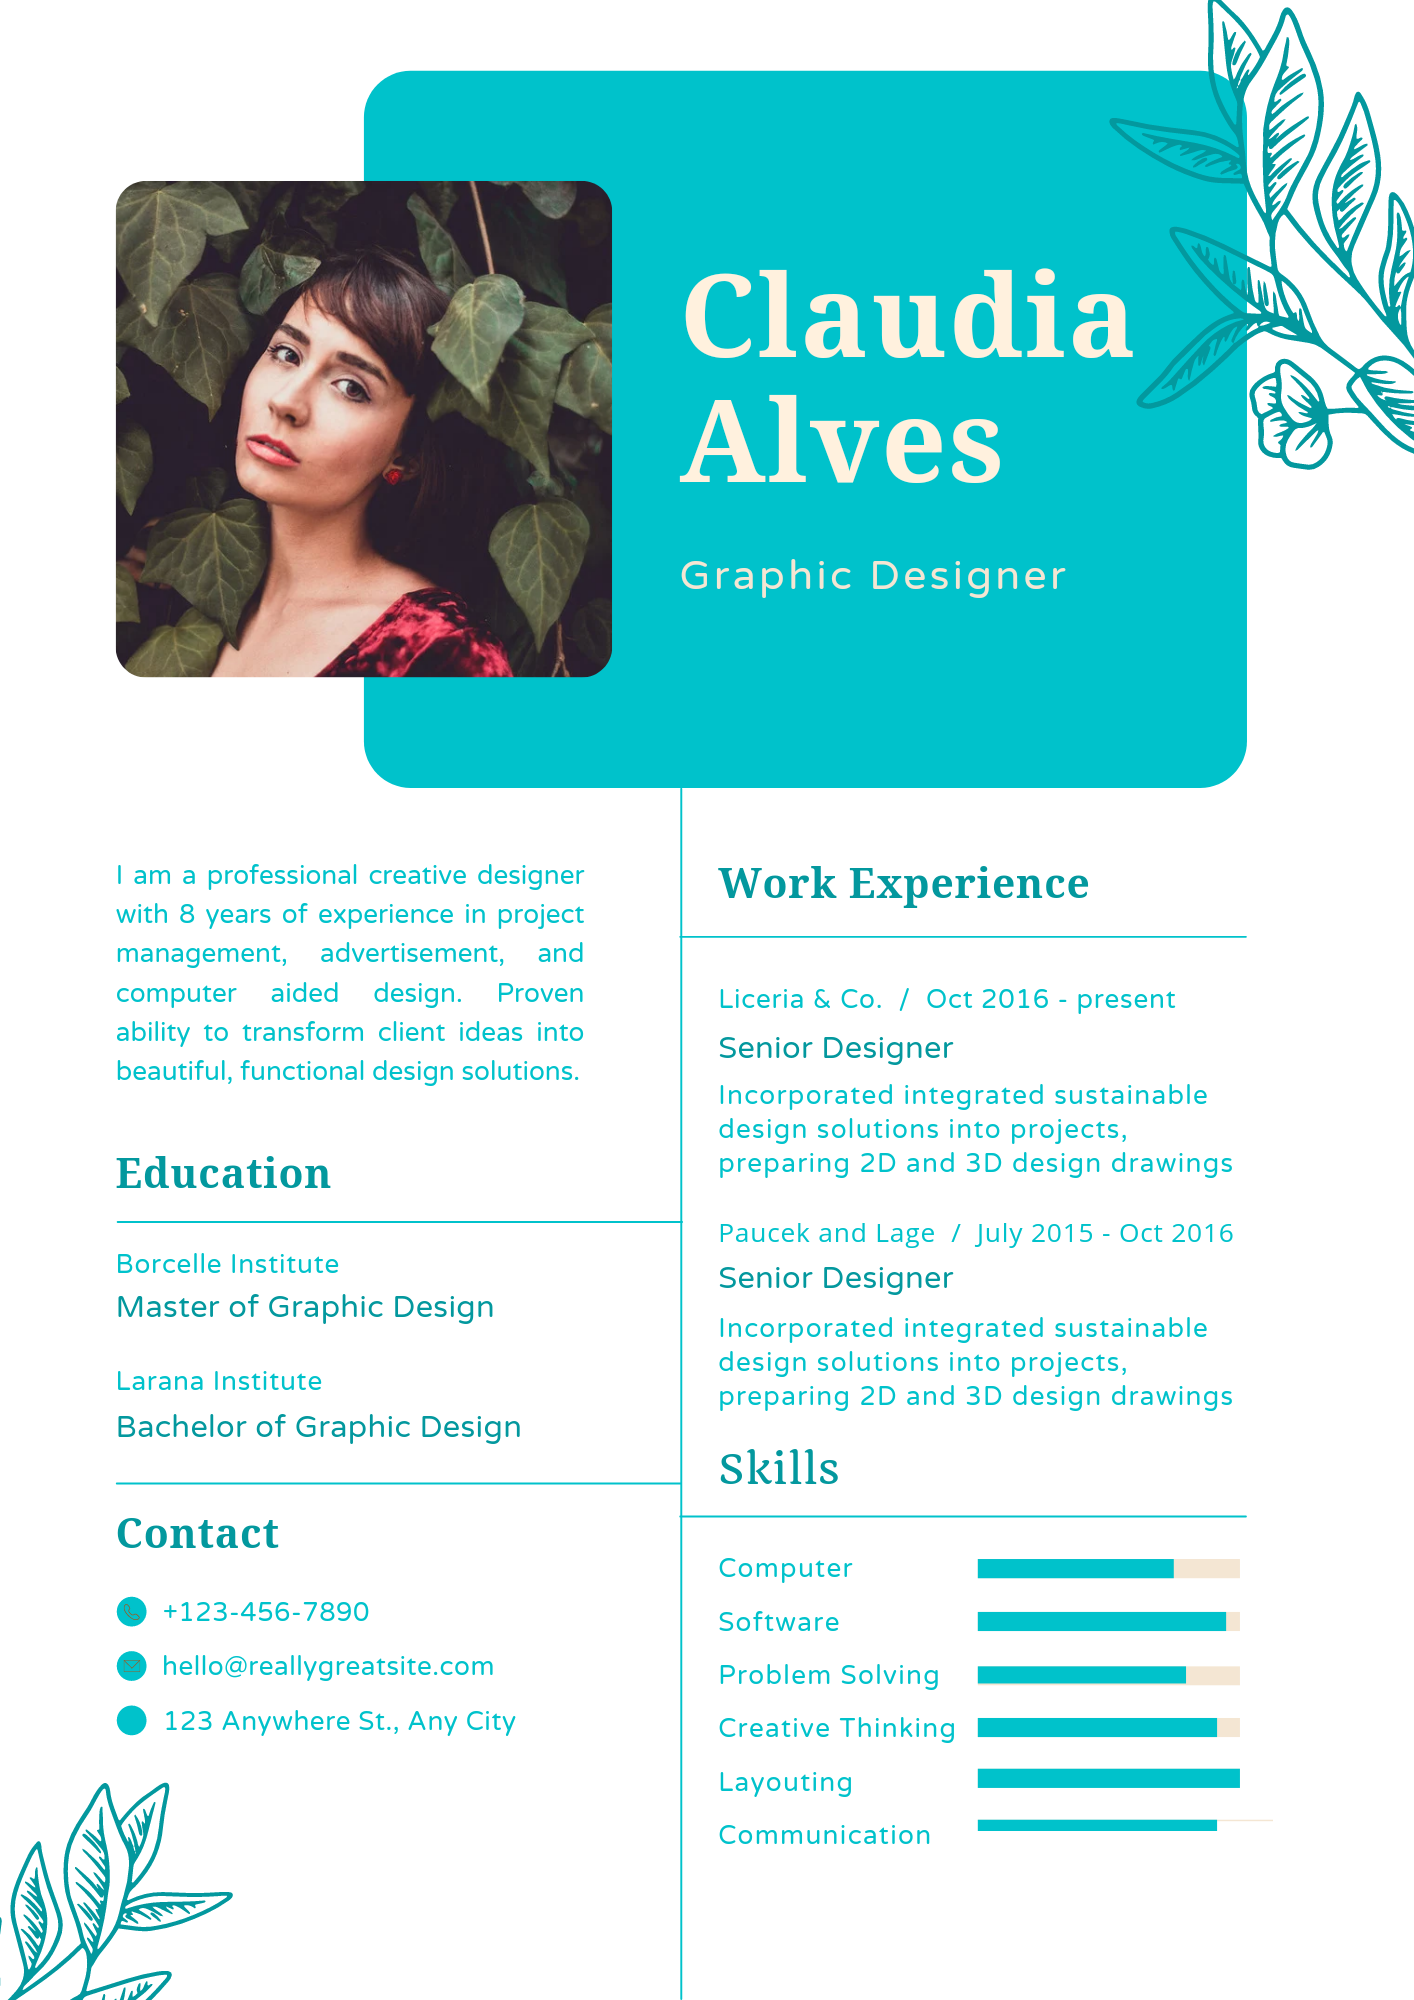 Claudia
Alves
Graphic Designer
I am a professional creative designer
with 8 years of experience in project
management, advertisement, and
computer aided design. Proven
ability to transform client ideas into
beautiful, functional design solutions.
Education
Borcelle Institute
Master of Graphic Design
Larana Institute
Bachelor of Graphic Design
Contact
+123-456-7890
hello@reallygreatsite.com
123 Anywhere St., Any City
Work Experience
Liceria & Co. / Oct 2016 - present
Senior Designer
Incorporated integrated sustainable
design solutions into projects,
preparing 2D and 3D design drawings
Paucek and Lage / July 2015 - Oct 2016
Senior Designer
Incorporated integrated sustainable
design solutions into projects,
preparing 2D and 3D design drawings
Skills
Computer
Software
Problem Solving
Creative Thinking
Layouting
Communication